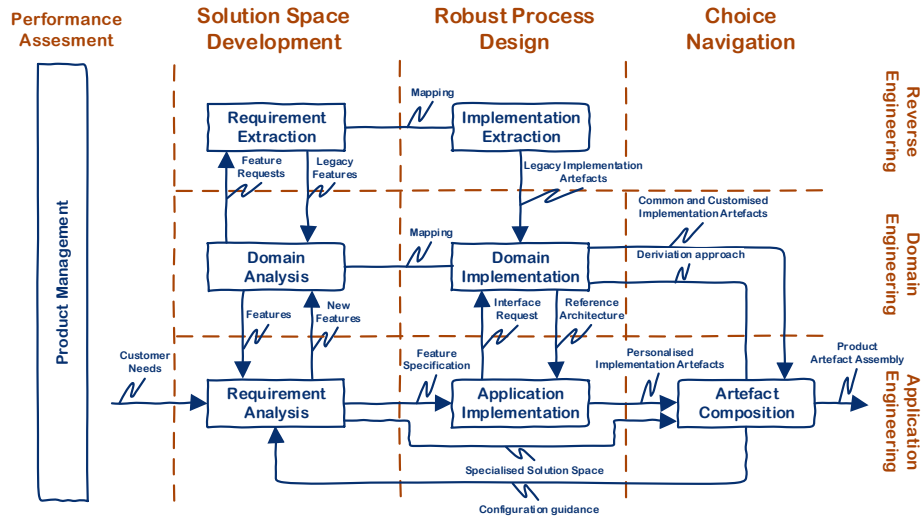 Performance
Assesment
Solution Space
Development
Robust Process
Design
Choice
Navigation
Reverse
Engineering
Requirement
Extraction
Mapping
Implementation
Extraction
Feature
Requests
Legacy
Features
Legacy Implementation
Artefacts
Product Management
Domain
Engineering
Common and Customised
Implementation Artefacts
Domain
Analysis
Mapping
Domain
Implementation
Deriviation approach
Features
New
Features
Interface
Request
Reference
Architecture
Application
Engineering
Customer
Needs
Feature
Specification
Personalised
Implementation Artefacts
Product
Artefact Assembly
Requirement
Analysis
Application
Implementation
Artefact
Composition
Specialised Solution Space
Configuration guidance